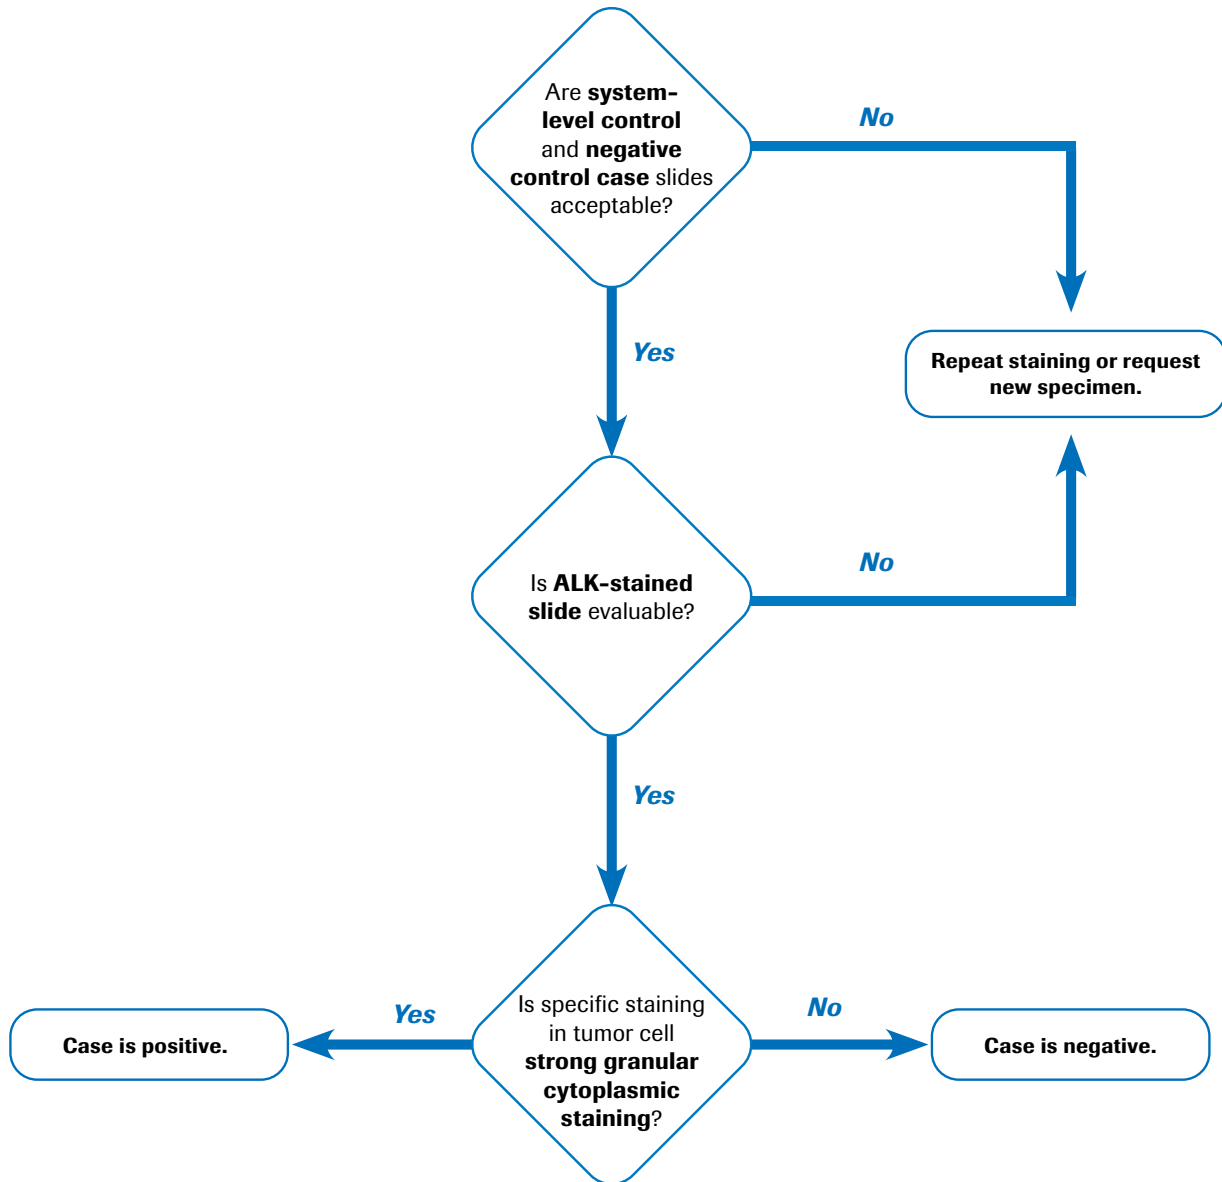 Are system-
level control
and negative
control case slides
acceptable?
No
Yes
Repeat staining or request
new specimen.
Is ALK-stained
slide evaluable?
No
Yes
Is specific staining
in tumor cell
strong granular
cytoplasmic
staining?
Yes
No
Case is positive.
Case is negative.